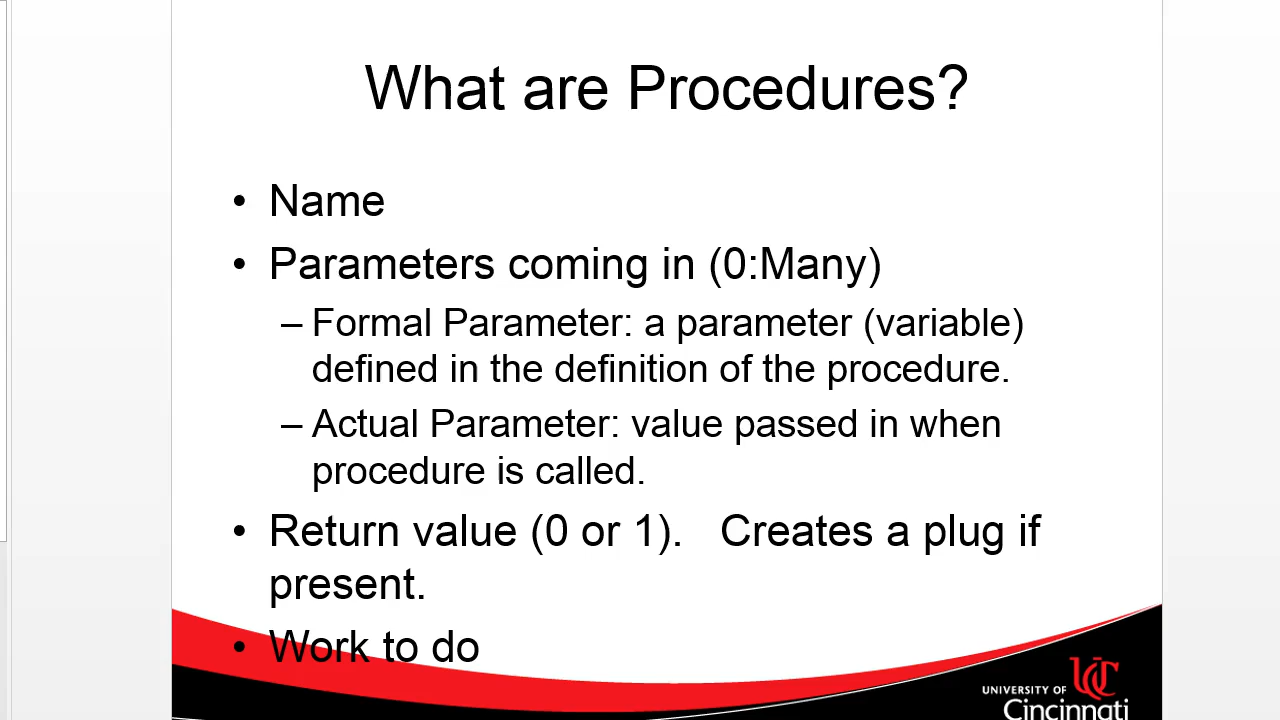 What are Procedures?
• Name
• Parameters coming in (0:Many)
– Formal Parameter: a parameter (variable)
defined in the definition of the procedure.
– Actual Parameter: value passed in when
procedure is called.
• Return value (0 or 1).   Creates a plug if
present.
• Work to do
UC
UNIVERSITY OF
Cincinnati